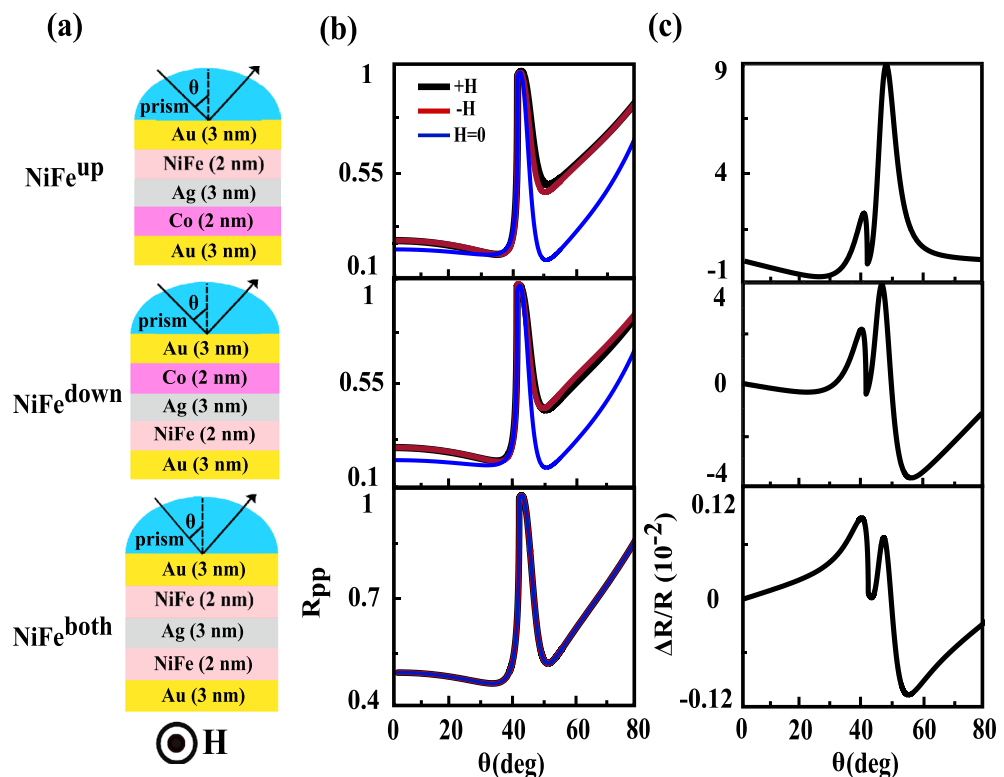 (a)
θ
prism
Au (3 nm)
NiFe (2 nm)
Ag (3 nm)
Co (2 nm)
Au (3 nm)
NiFe^up
θ
prism
Au (3 nm)
Co (2 nm)
Ag (3 nm)
NiFe (2 nm)
Au (3 nm)
NiFe^down
θ
prism
Au (3 nm)
NiFe (2 nm)
Ag (3 nm)
NiFe (2 nm)
Au (3 nm)
NiFe^both
H
(b)
+H
-H
H=0
1
0.55
0.1
1
0.55
0.1
1
0.7
0.4
R_pp
0 20 40 60 80
θ(deg)
(c)
9
4
-1
4
0
-4
0.12
0
-0.12
ΔR/R (10^-2)
0 20 40 60 80
θ(deg)